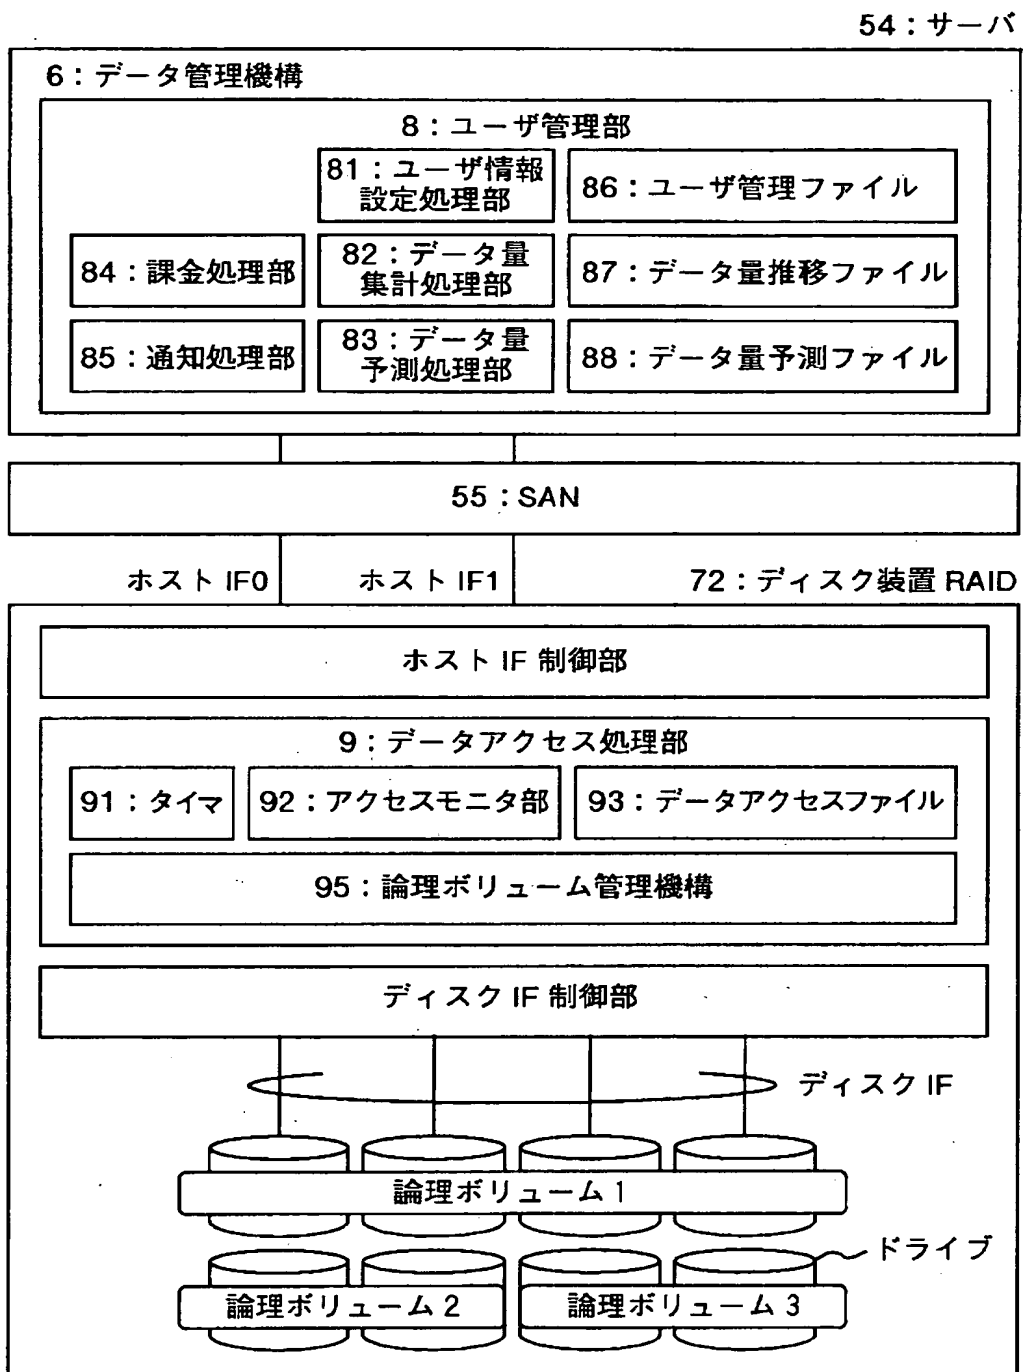 54：サーバ
6：データ管理機構
8：ユーザ管理部
81：ユーザ情報
設定処理部
86：ユーザ管理ファイル
84：課金処理部
82：データ量
集計処理部
87：データ量推移ファイル
85：通知処理部
83：データ量
予測処理部
88：データ量予測ファイル
55：SAN
ホスト IF0
ホスト IF1
72：ディスク装置 RAID
ホスト IF 制御部
9：データアクセス処理部
91：タイマ
92：アクセスモニタ部
93：データアクセスファイル
95：論理ボリューム管理機構
ディスク IF 制御部
ディスク IF
論理ボリューム 1
ドライブ
論理ボリューム 2
論理ボリューム 3